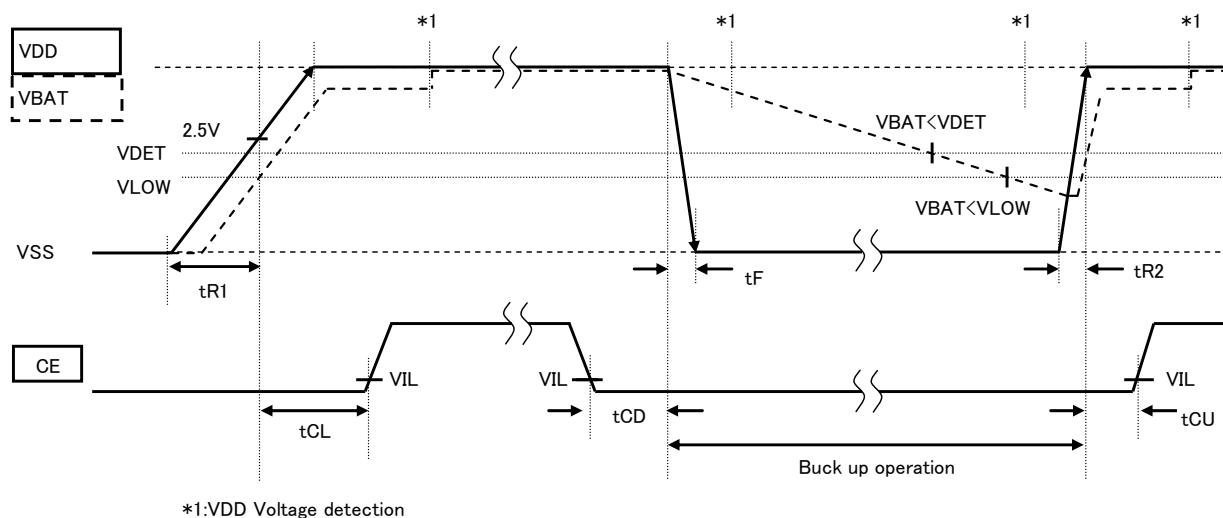 *1 *1 *1 *1
VDD
VBAT
2.5V
VDET
VBAT<VDET
VLOW
VBAT<VLOW
VSS
tR1 tF tR2
CE
VIL VIL VIL
tCL tCD tCU
Buck up operation
*1:VDD Voltage detection